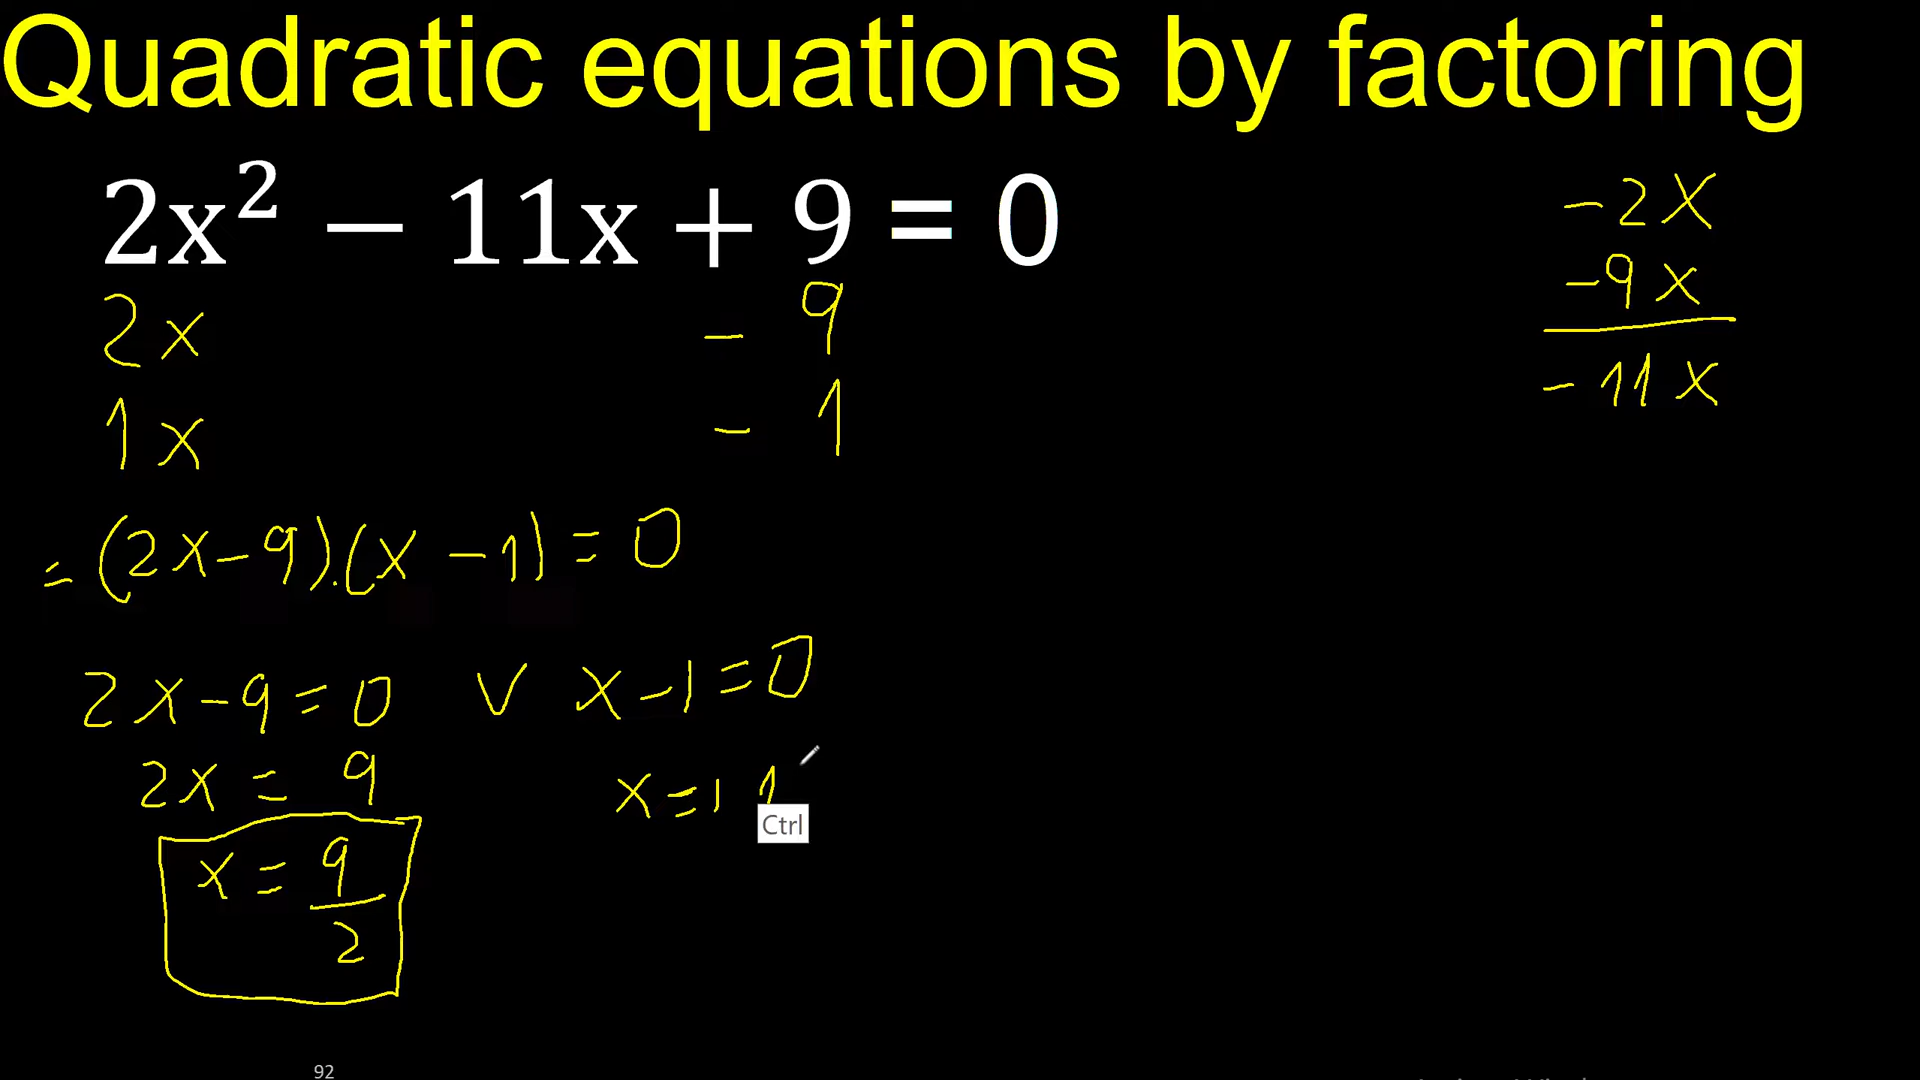 Quadratic equations by factoring
2x² − 11x + 9 = 0
-2x
-9x
-11x
2x - 9
1x - 1
= (2x-9).(x-1) = 0
2x-9=0 V x-1=0
2x = 9
x=1 1
Ctrl
x = 9/2
92